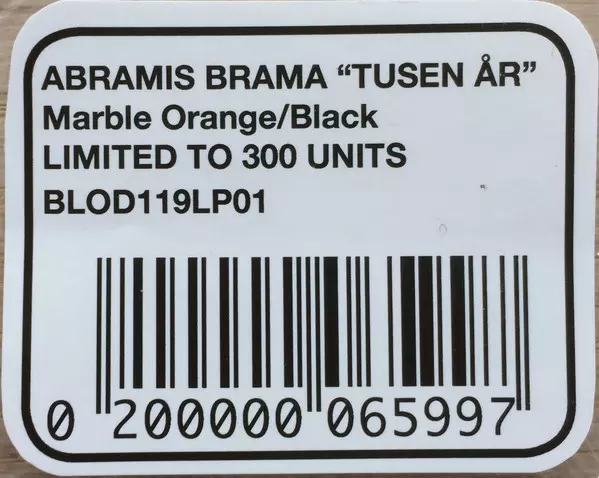 ABRAMIS BRAMA “TUSEN ÅR”
Marble Orange/Black
LIMITED TO 300 UNITS
BLOD119LP01
0 200000 065997